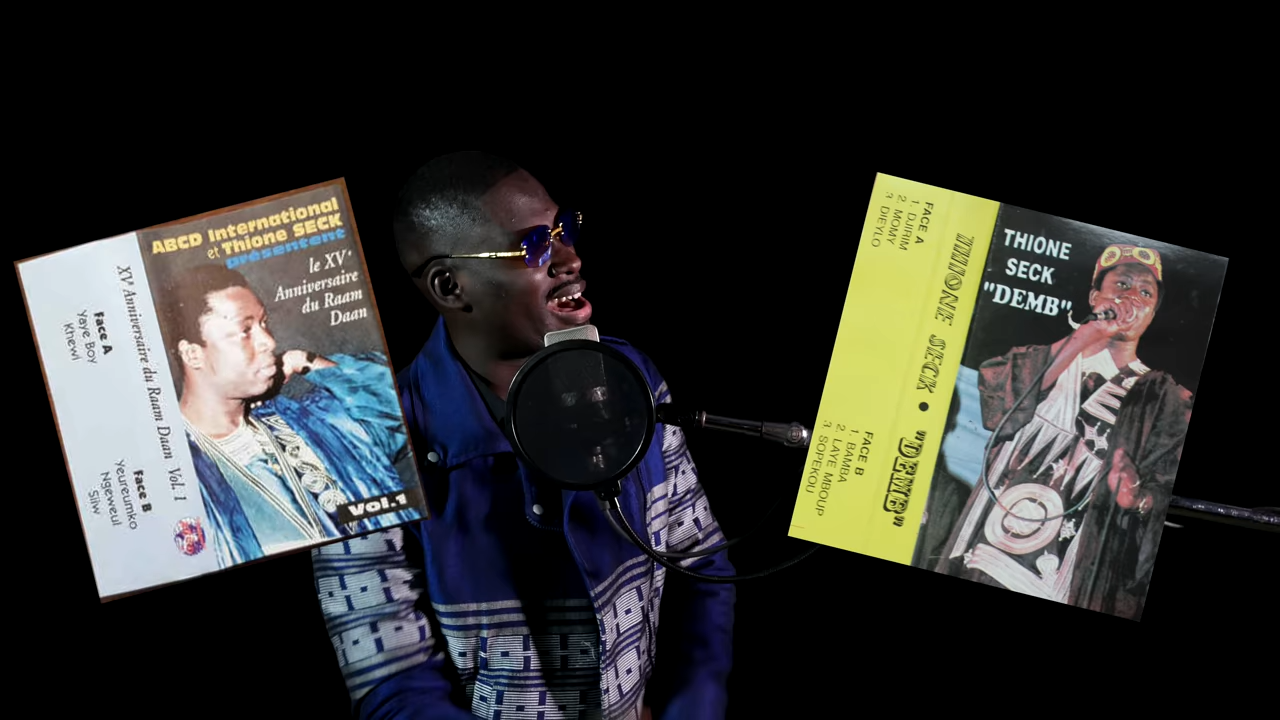 ABCD International
et Thione SECK
présentent
le XVe
Anniversaire
du Raam
Daan
Vol.1
XVe Anniversaire du Raam Daan Vol. 1
Face A
Yaye Boy
Khewi
Face B
Yeureumko
Ngeweul
Siiw
THIONE
SECK
"DEMB"
THIONE SECK • "DEMB"
FACE A
1. DJIRIM
2. MOMY
3. DIEYLO
FACE B
1. BAMBA
2. LAYE MBOUP
3. SOPEKOU